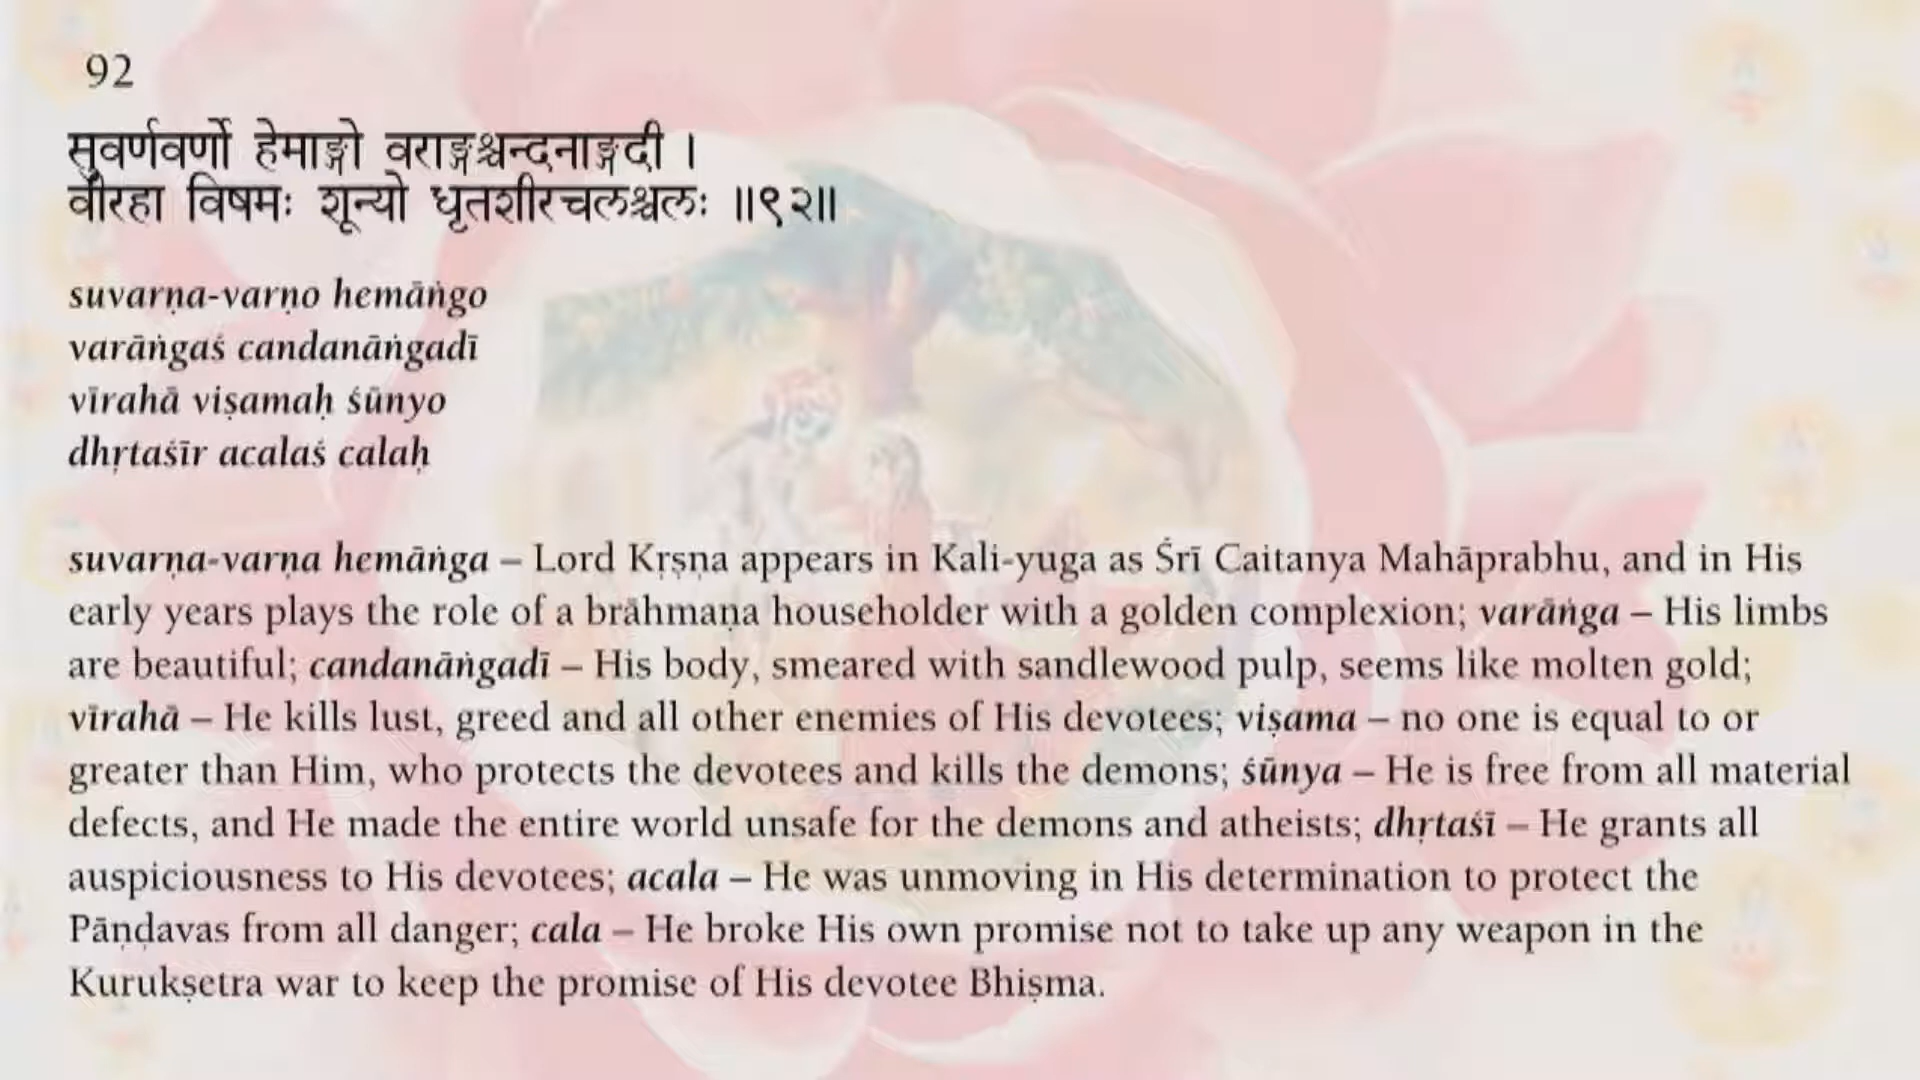 92
सुवर्णवर्णो हेमाङ्गो वराङ्गश्चन्दनाङ्गदी ।
वीरहा विषमः शून्यो धृतशीरचलश्चलः ॥९२॥
suvarṇa-varṇo hemāṅgo
varāṅgaś candanāṅgadī
vīrahā viṣamaḥ śūnyo
dhṛtaśīr acalaś calaḥ
suvarṇa-varṇa hemāṅga – Lord Kṛṣṇa appears in Kali-yuga as Śrī Caitanya Mahāprabhu, and in His
early years plays the role of a brāhmaṇa householder with a golden complexion; varāṅga – His limbs
are beautiful; candanāṅgadī – His body, smeared with sandlewood pulp, seems like molten gold;
vīrahā – He kills lust, greed and all other enemies of His devotees; viṣama – no one is equal to or
greater than Him, who protects the devotees and kills the demons; śūnya – He is free from all material
defects, and He made the entire world unsafe for the demons and atheists; dhṛtaśī – He grants all
auspiciousness to His devotees; acala – He was unmoving in His determination to protect the
Pāṇḍavas from all danger; cala – He broke His own promise not to take up any weapon in the
Kurukṣetra war to keep the promise of His devotee Bhiṣma.